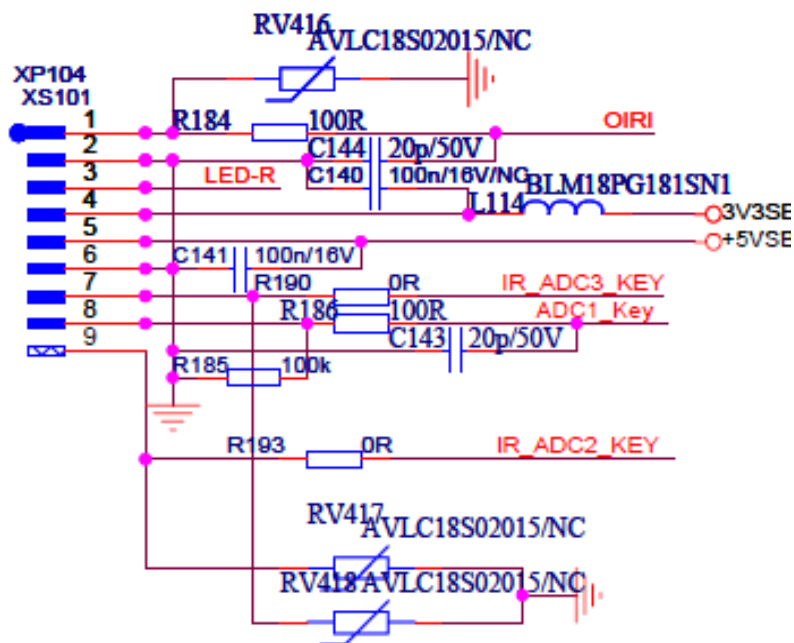 RV416
AVLC18S02015/NC
XP104
XS101
1
R184
100R
OIRI
2
C144
20p/50V
3
LED-R
C140
100n/16V/NC
BLM18PG181SN1
4
L114
3V3SB
5
+5VSB
6
C141
100n/16V
7
R190
0R
IR_ADC3_KEY
8
R186
100R
ADC1_Key
9
C143
20p/50V
R185
100k
R193
0R
IR_ADC2_KEY
RV417
AVLC18S02015/NC
RV418
AVLC18S02015/NC